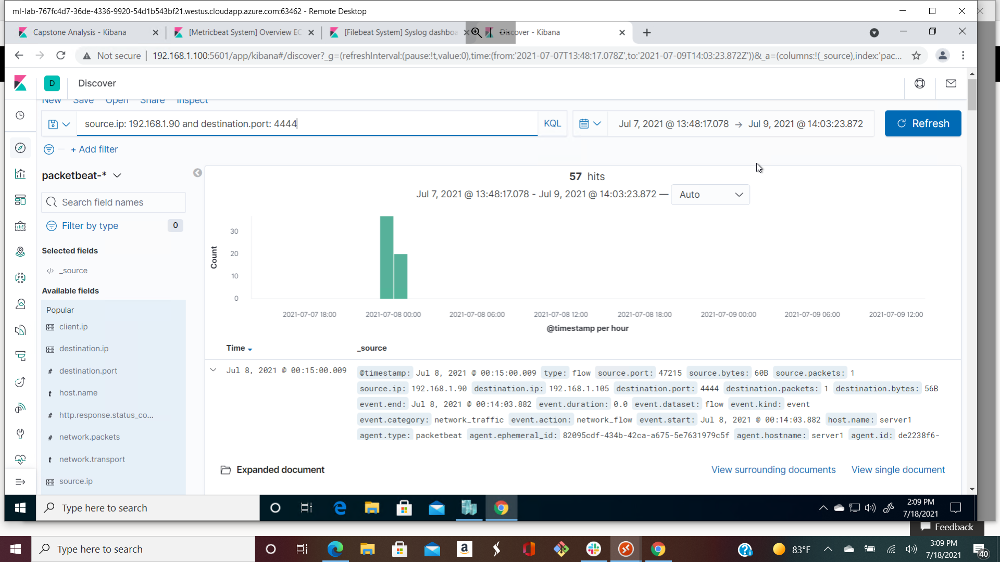 ml-lab-767fc4d7-36de-4336-9920-54d1b543bf21.westus.cloudapp.azure.com:63462 - Remote Desktop
Capstone Analysis - Kibana
[Metricbeat System] Overview EC
[Filebeat System] Syslog dashboa
Discover - Kibana
Not secure
192.168.1.100:5601/app/kibana#/discover?_g=(refreshInterval:(pause:!t,value:0),time:(from:'2021-07-07T13:48:17.078Z',to:'2021-07-09T14:03:23.872Z'))&_a=(columns:!(_source),index:'pac...
D
Discover
New Save Open Share Inspect
source.ip: 192.168.1.90 and destination.port: 4444
KQL
Jul 7, 2021 @ 13:48:17.078 → Jul 9, 2021 @ 14:03:23.872
Refresh
+ Add filter
packetbeat-*
Search field names
Filter by type
0
Selected fields
_source
Available fields
Popular
client.ip
destination.ip
# destination.port
t host.name
# http.response.status_co...
# network.packets
t network.transport
source.ip
57 hits
Jul 7, 2021 @ 13:48:17.078 - Jul 9, 2021 @ 14:03:23.872 —
Auto
Count
30
20
10
0
2021-07-07 18:00
2021-07-08 00:00
2021-07-08 06:00
2021-07-08 12:00
2021-07-08 18:00
2021-07-09 00:00
2021-07-09 06:00
2021-07-09 12:00
@timestamp per hour
Time
_source
Jul 8, 2021 @ 00:15:00.009
@timestamp: Jul 8, 2021 @ 00:15:00.009 type: flow source.port: 47215 source.bytes: 60B source.packets: 1
source.ip: 192.168.1.90 destination.ip: 192.168.1.105 destination.port: 4444 destination.packets: 1 destination.bytes: 56B
event.end: Jul 8, 2021 @ 00:14:03.882 event.duration: 0.0 event.dataset: flow event.kind: event
event.category: network_traffic event.action: network_flow event.start: Jul 8, 2021 @ 00:14:03.882 host.name: server1
agent.type: packetbeat agent.ephemeral_id: 82095cdf-434b-42ca-a675-5e7631979c5f agent.hostname: server1 agent.id: de2238f6-
Expanded document
View surrounding documents
View single document
Type here to search
2:09 PM
7/18/2021
Feedback
Type here to search
83°F
3:09 PM
7/18/2021
40